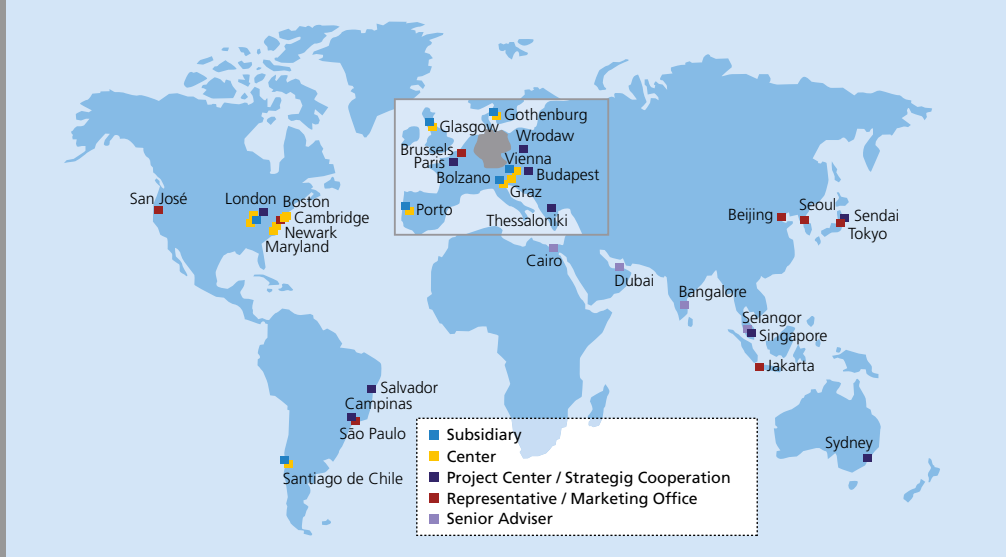 Gothenburg
Glasgow
Wrodaw
Brussels
Paris
Vienna
Bolzano
Budapest
Graz
San José
London
Boston
Cambridge
Newark
Maryland
Porto
Thessaloniki
Beijing
Seoul
Sendai
Tokyo
Cairo
Dubai
Bangalore
Selangor
Singapore
Jakarta
Salvador
Campinas
São Paulo
Santiago de Chile
Sydney
Subsidiary
Center
Project Center / Strategig Cooperation
Representative / Marketing Office
Senior Adviser